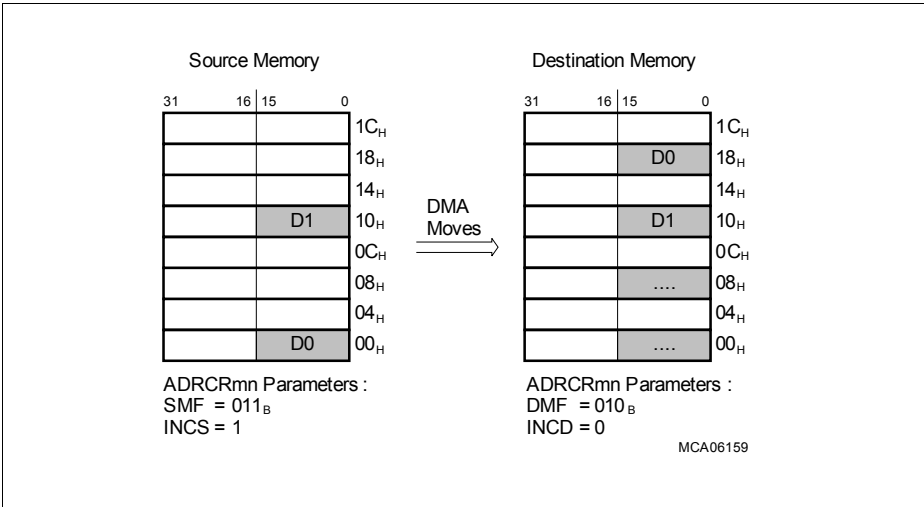 Source Memory
31 16 15 0
1CH
18H
14H
D1 10H
0CH
08H
04H
D0 00H
ADRCRmn Parameters :
SMF = 011B
INCS = 1
DMA
Moves
Destination Memory
31 16 15 0
1CH
D0 18H
14H
D1 10H
0CH
.... 08H
04H
.... 00H
ADRCRmn Parameters :
DMF = 010B
INCD = 0
MCA06159